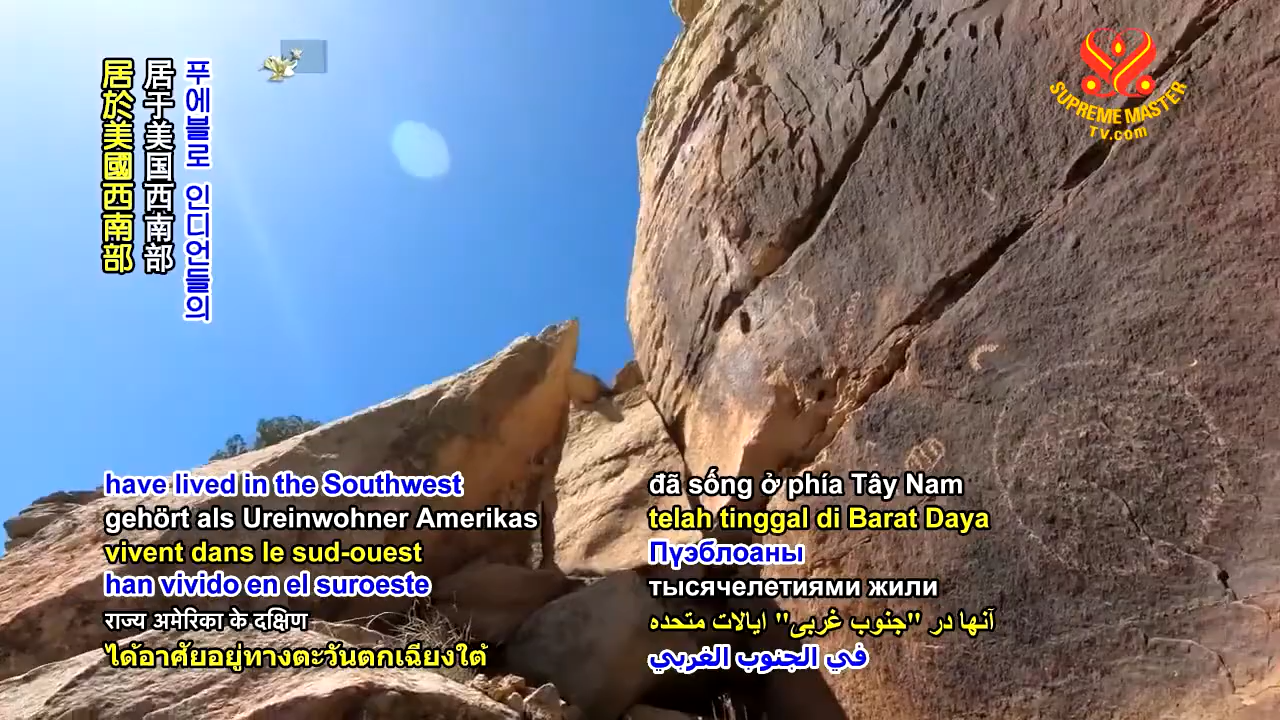 居於美國西南部
居于美国西南部
푸에블로 인디언들의
SUPREME MASTER
TV.com
have lived in the Southwest
gehört als Ureinwohner Amerikas
vivent dans le sud-ouest
han vivido en el suroeste
राज्य अमेरिका के दक्षिण
ได้อาศัยอยู่ทางตะวันตกเฉียงใต้
đã sống ở phía Tây Nam
telah tinggal di Barat Daya
Пүэблоаны
тысячелетиями жили
آنها در "جنوب غربی" ایالات متحده
في الجنوب الغربي